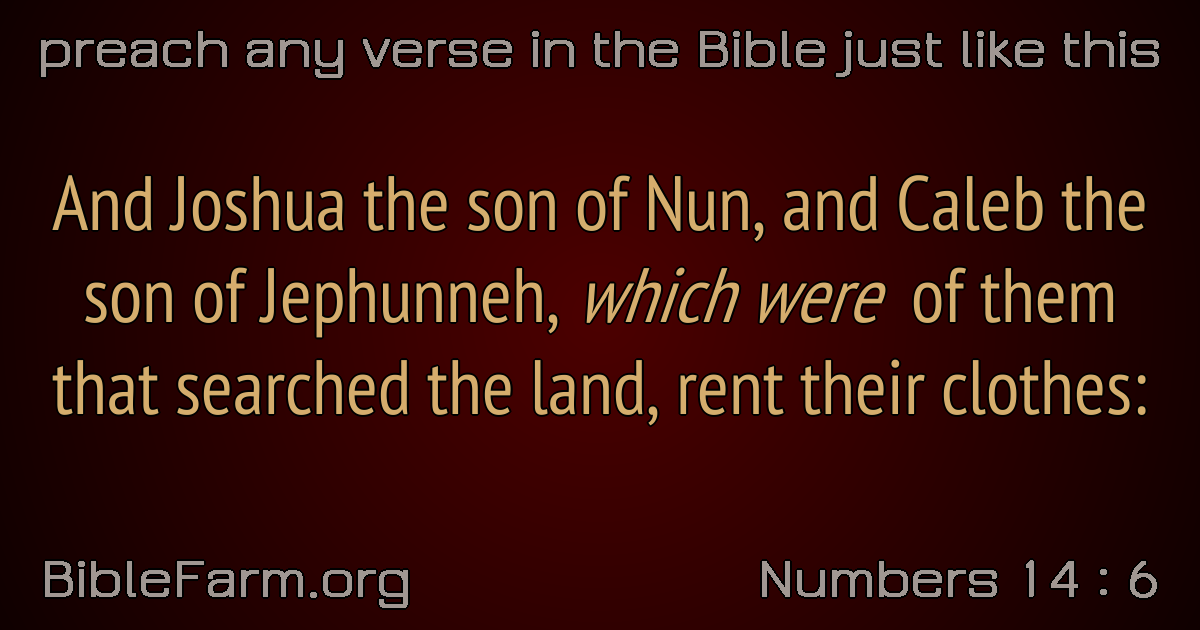 preach any verse in the Bible just like this
And Joshua the son of Nun, and Caleb the
son of Jephunneh, which were of them
that searched the land, rent their clothes:
BibleFarm.org
Numbers 14 : 6